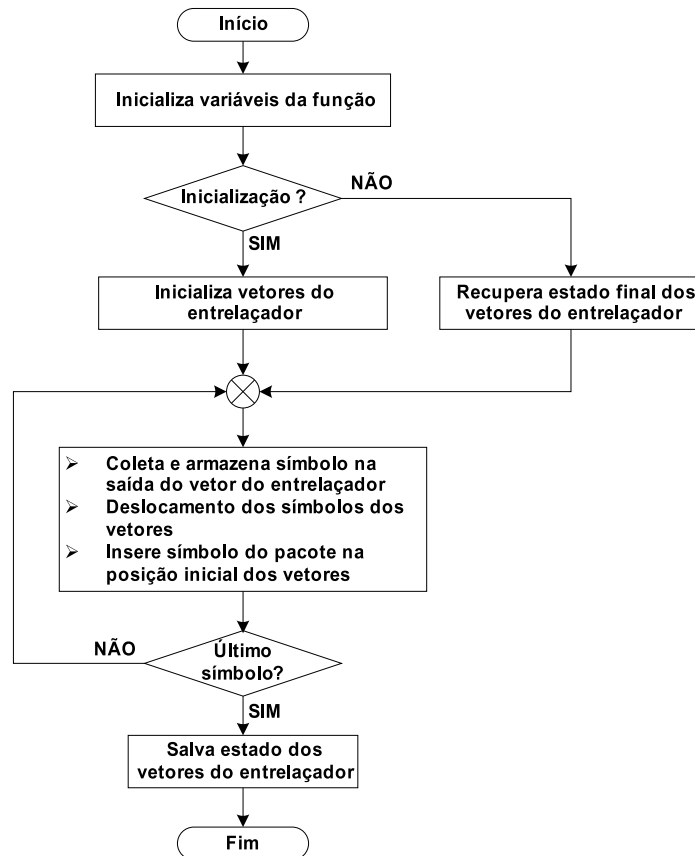 Início
Inicializa variáveis da função
Inicialização ?
NÃO
SIM
Inicializa vetores do
entrelaçador
Recupera estado final dos
vetores do entrelaçador
➢ Coleta e armazena símbolo na
saída do vetor do entrelaçador
➢ Deslocamento dos símbolos dos
vetores
➢ Insere símbolo do pacote na
posição inicial dos vetores
NÃO
Último
símbolo?
SIM
Salva estado dos
vetores do entrelaçador
Fim